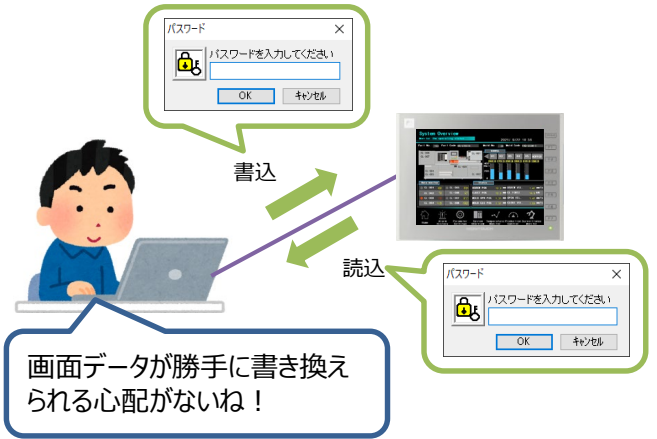 パスワード
パスワードを入力してください
OK キャンセル
書込
System Overview
読込
パスワード
パスワードを入力してください
OK キャンセル
画面データが勝手に書き換え
られる心配がないね！